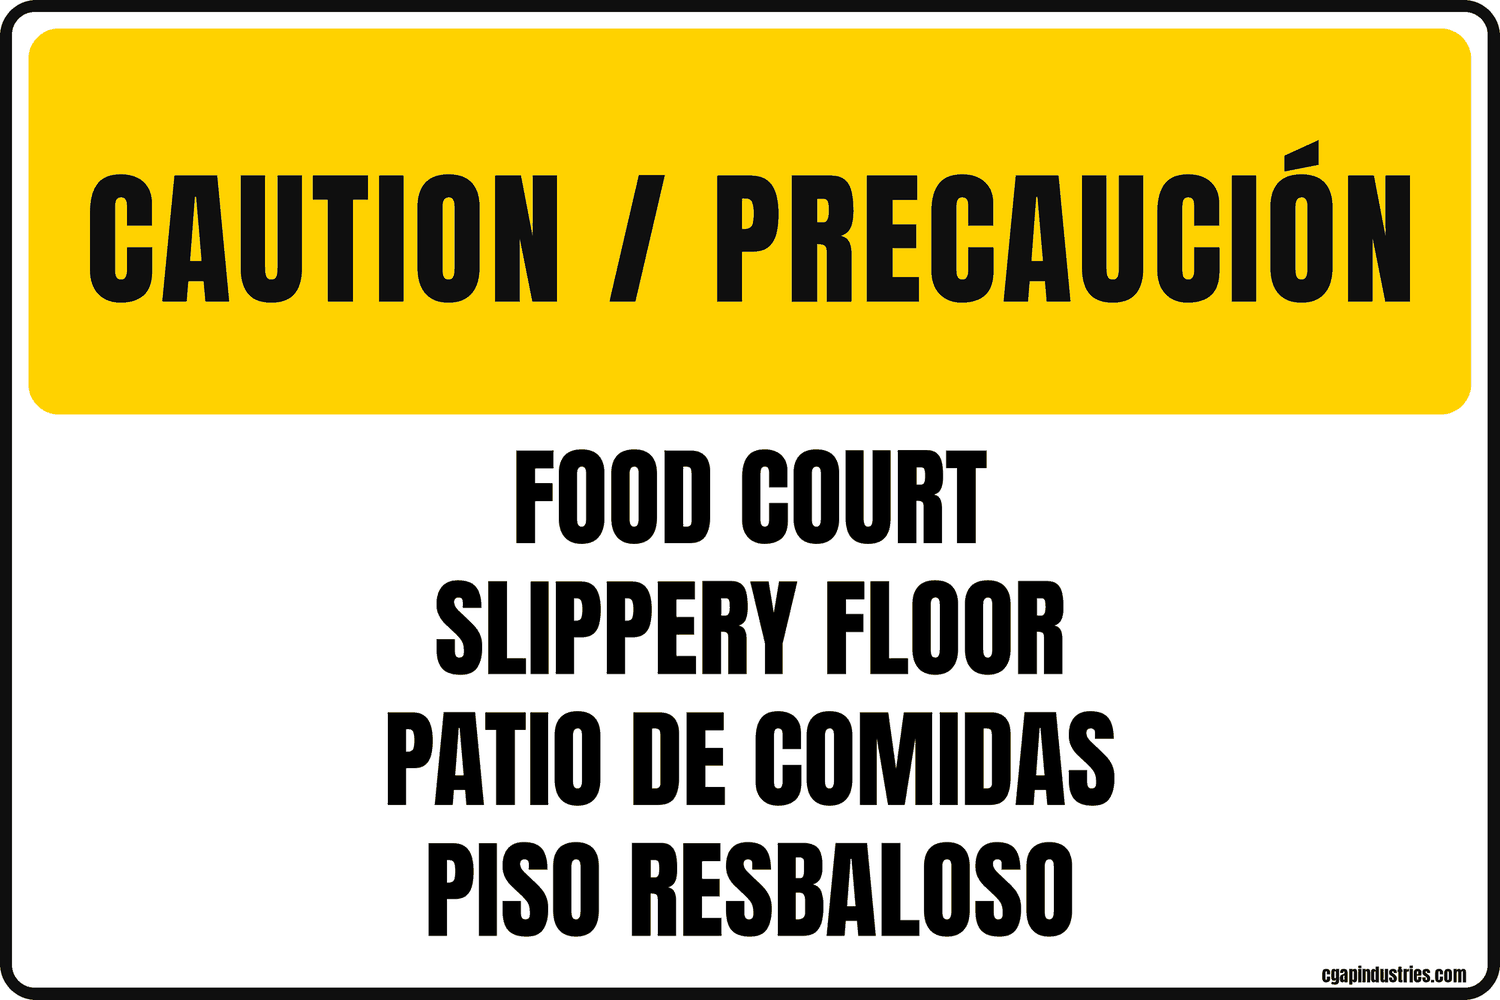 CAUTION / PRECAUCIÓN
FOOD COURT
SLIPPERY FLOOR
PATIO DE COMIDAS
PISO RESBALOSO
cgapindustries.com